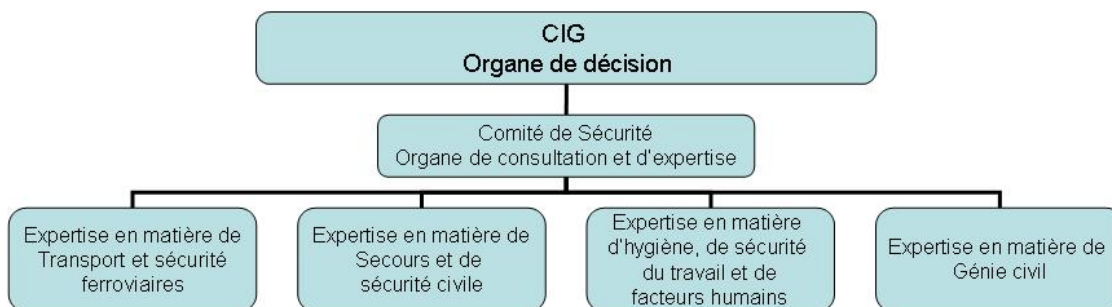 CIG
Organe de décision
Comité de Sécurité
Organe de consultation et d'expertise
Expertise en matière de
Transport et sécurité
ferroviaires
Expertise en matière de
Secours et de
sécurité civile
Expertise en matière
d'hygiène, de sécurité
du travail et de
facteurs humains
Expertise en matière de
Génie civil